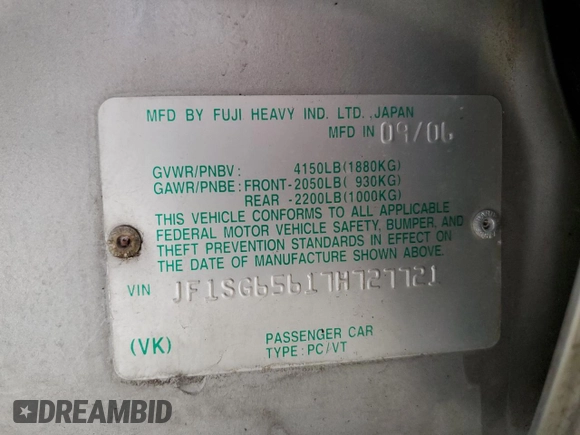 MFD BY FUJI HEAVY IND. LTD.,JAPAN
MFD IN 09/06
GVWR/PNBV: 4150LB(1880KG)
GAWR/PNBE: FRONT-2050LB( 930KG)
REAR -2200LB(1000KG)
THIS VEHICLE CONFORMS TO ALL APPLICABLE
FEDERAL MOTOR VEHICLE SAFETY, BUMPER, AND
THEFT PREVENTION STANDARDS IN EFFECT ON
THE DATE OF MANUFACTURE SHOWN ABOVE.
VIN JF1SG65617H727721
(VK) PASSENGER CAR
TYPE:PC/VT
DREAMBID